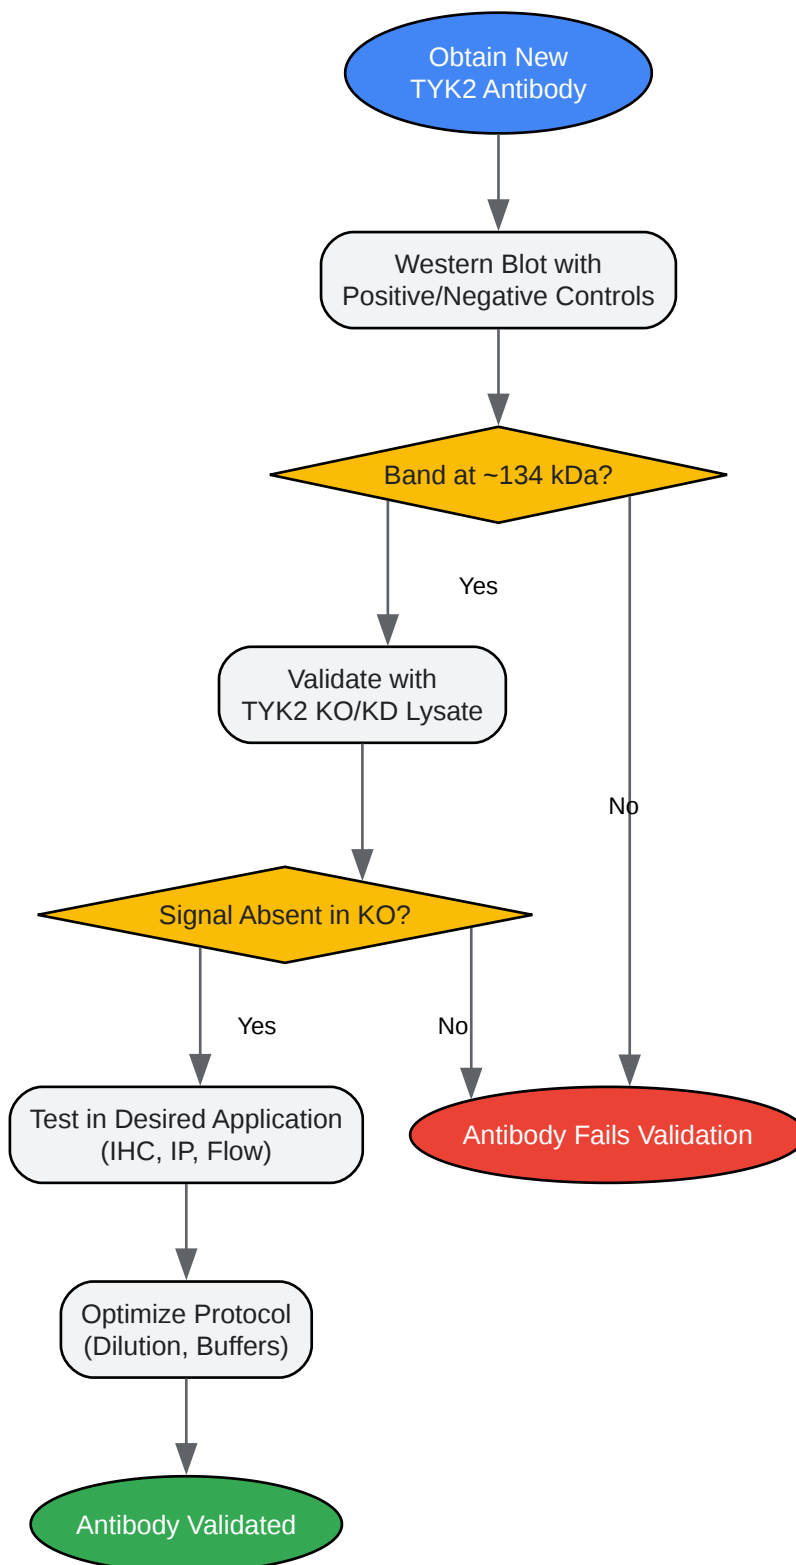 Obtain New
TYK2 Antibody
Western Blot with
Positive/Negative Controls
Band at ~134 kDa?
Yes
Validate with
TYK2 KO/KD Lysate
No
Signal Absent in KO?
Yes
No
Test in Desired Application
(IHC, IP, Flow)
Antibody Fails Validation
Optimize Protocol
(Dilution, Buffers)
Antibody Validated